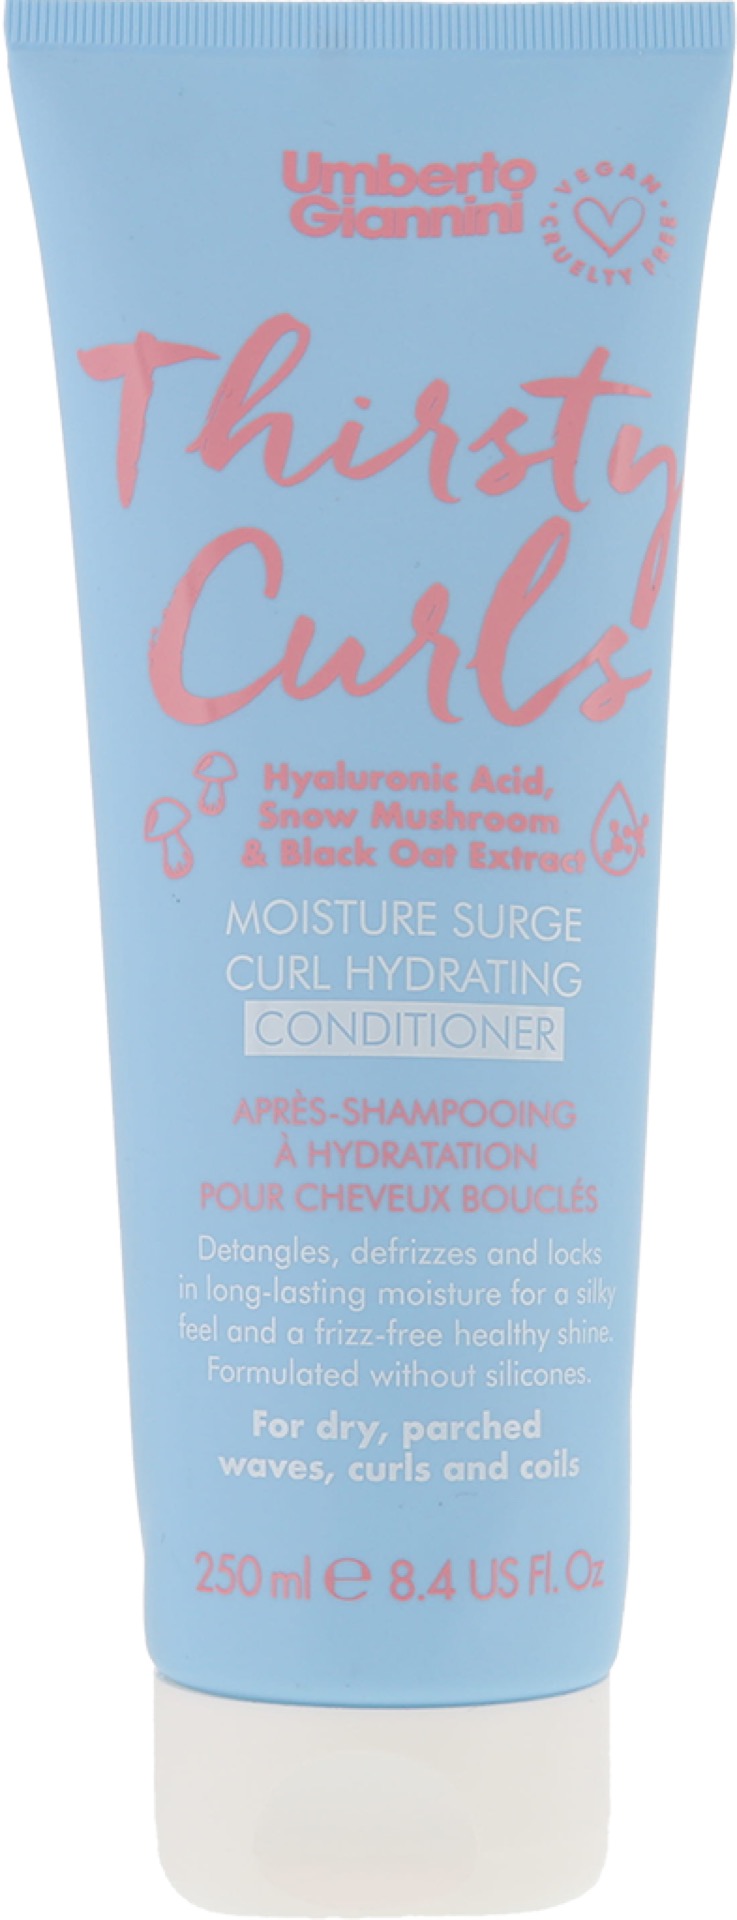 Umberto
Giannini
VEGAN · CRUELTY FREE ·
Thirsty
Curls
Hyaluronic Acid,
Snow Mushroom
& Black Oat Extract
MOISTURE SURGE
CURL HYDRATING
CONDITIONER
APRÈS-SHAMPOOING
À HYDRATATION
POUR CHEVEUX BOUCLÉS
Detangles, defrizzes and locks
in long-lasting moisture for a silky
feel and a frizz-free healthy shine.
Formulated without silicones.
For dry, parched
waves, curls and coils
250 ml ℮ 8.4 US Fl. Oz